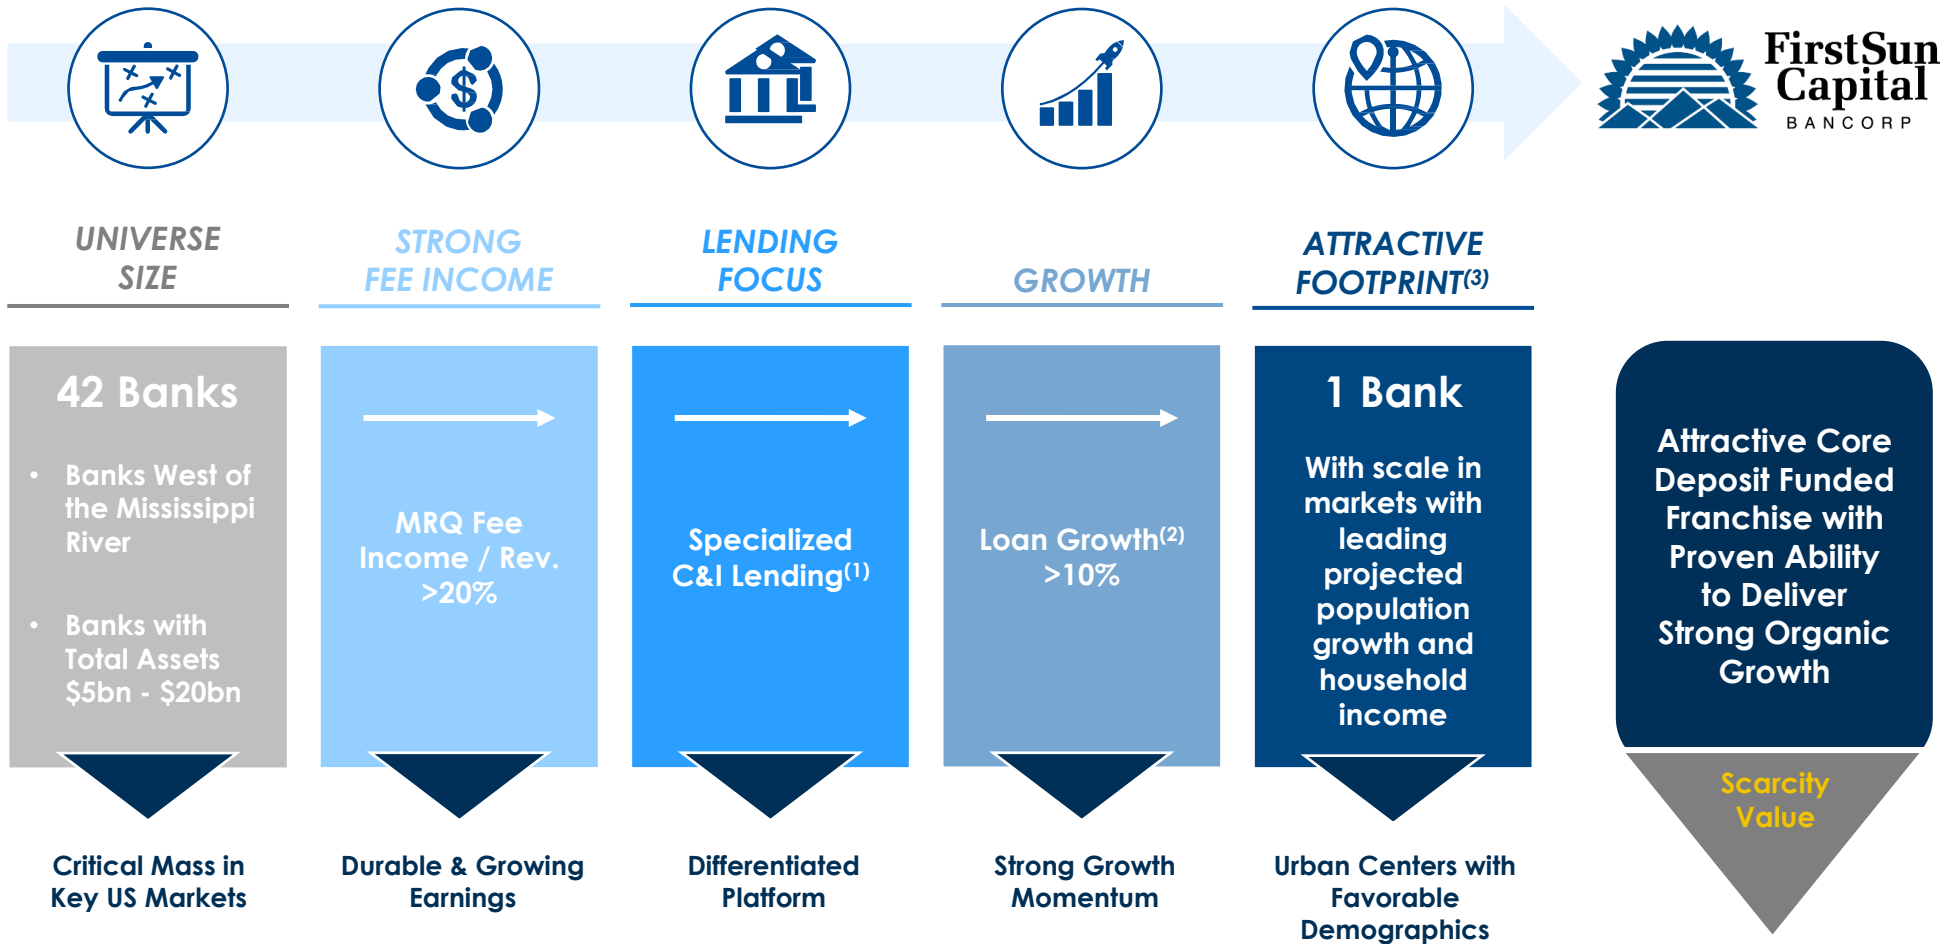 FirstSun
Capital
BANCORP
UNIVERSE
SIZE
42 Banks
• Banks West of
the Mississippi
River
• Banks with
Total Assets
$5bn - $20bn
Critical Mass in
Key US Markets
STRONG
FEE INCOME
MRQ Fee
Income / Rev.
>20%
Durable & Growing
Earnings
LENDING
FOCUS
Specialized
C&I Lending(1)
Differentiated
Platform
GROWTH
Loan Growth(2)
>10%
Strong Growth
Momentum
ATTRACTIVE
FOOTPRINT(3)
1 Bank
With scale in
markets with
leading
projected
population
growth and
household
income
Urban Centers with
Favorable
Demographics
Attractive Core
Deposit Funded
Franchise with
Proven Ability
to Deliver
Strong Organic
Growth
Scarcity
Value